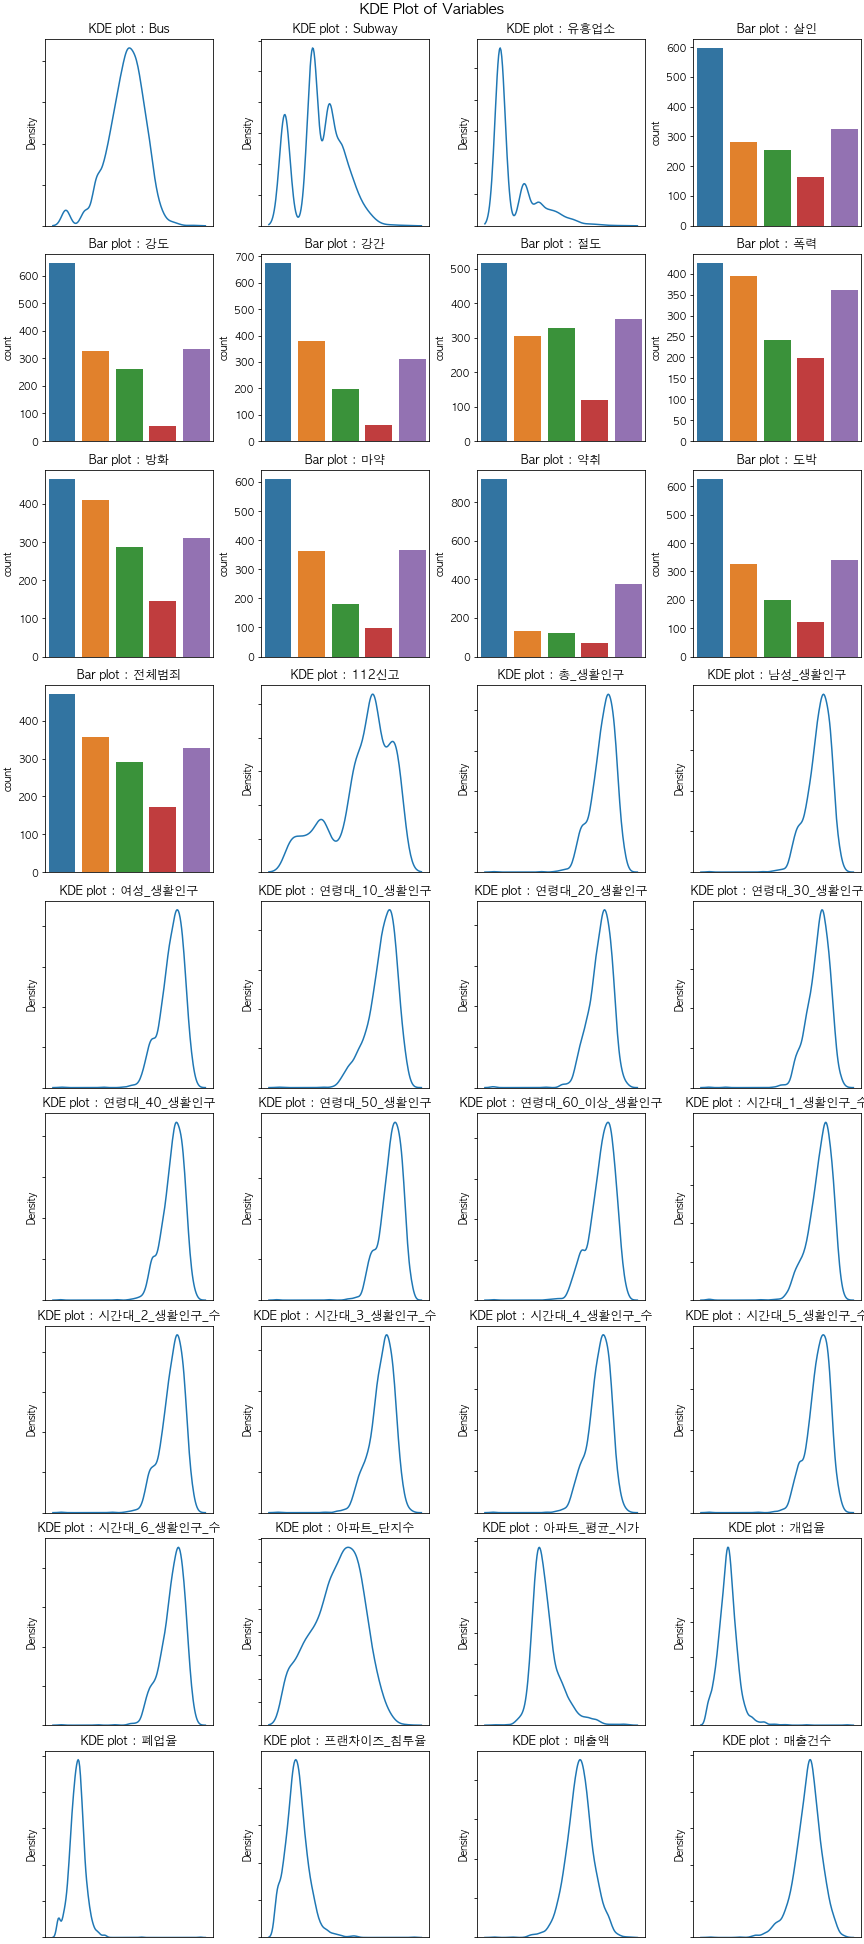 KDE Plot of Variables
KDE plot : Bus
KDE plot : Subway
KDE plot : 유흥업소
Bar plot : 살인
Density
Density
Density
count
600
500
400
300
200
100
0
Bar plot : 강도
Bar plot : 강간
Bar plot : 절도
Bar plot : 폭력
count
600
500
400
300
200
100
0
count
700
600
500
400
300
200
100
0
count
500
400
300
200
100
0
count
400
350
300
250
200
150
100
50
0
Bar plot : 방화
Bar plot : 마약
Bar plot : 약취
Bar plot : 도박
count
400
300
200
100
0
count
600
500
400
300
200
100
0
count
800
600
400
200
0
count
600
500
400
300
200
100
0
Bar plot : 전체범죄
KDE plot : 112신고
KDE plot : 총_생활인구
KDE plot : 남성_생활인구
count
400
300
200
100
0
Density
Density
Density
KDE plot : 여성_생활인구
KDE plot : 연령대_10_생활인구
KDE plot : 연령대_20_생활인구
KDE plot : 연령대_30_생활인구
Density
Density
Density
Density
KDE plot : 연령대_40_생활인구
KDE plot : 연령대_50_생활인구
KDE plot : 연령대_60_이상_생활인구
KDE plot : 시간대_1_생활인구_수
Density
Density
Density
Density
KDE plot : 시간대_2_생활인구_수
KDE plot : 시간대_3_생활인구_수
KDE plot : 시간대_4_생활인구_수
KDE plot : 시간대_5_생활인구_수
Density
Density
Density
Density
KDE plot : 시간대_6_생활인구_수
KDE plot : 아파트_단지수
KDE plot : 아파트_평균_시가
KDE plot : 개업율
Density
Density
Density
Density
KDE plot : 폐업율
KDE plot : 프랜차이즈_침투율
KDE plot : 매출액
KDE plot : 매출건수
Density
Density
Density
Density